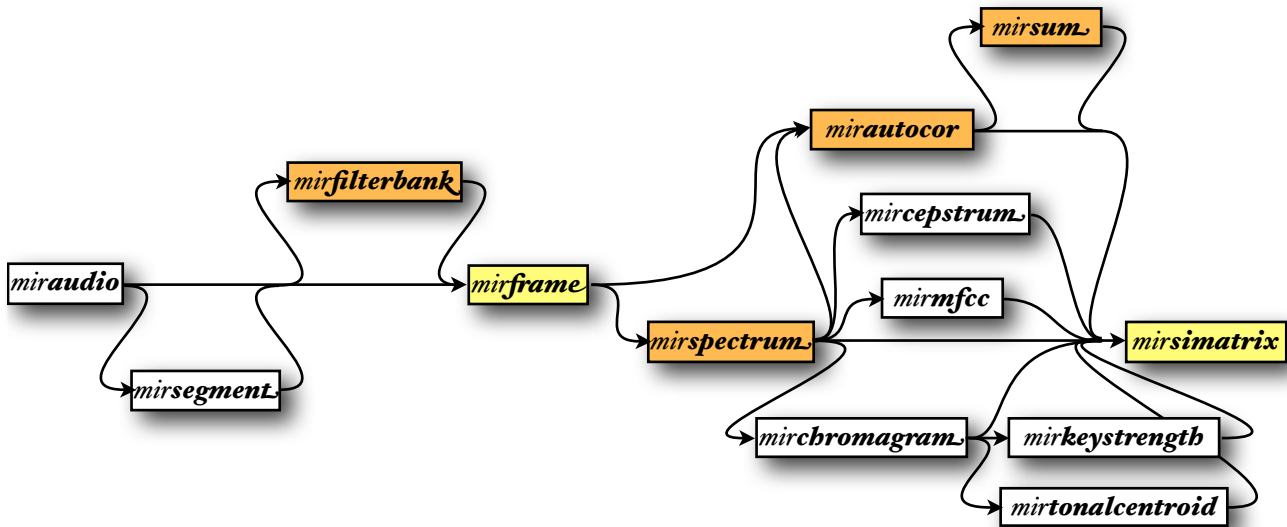 mirsum
mirautocor
mirfilterbank
mircepstrum
miraudio
mirframe
mirmfcc
mirspectrum
mirsimatrix
mirsegment
mirchromagram
mirkeystrength
mirtonalcentroid